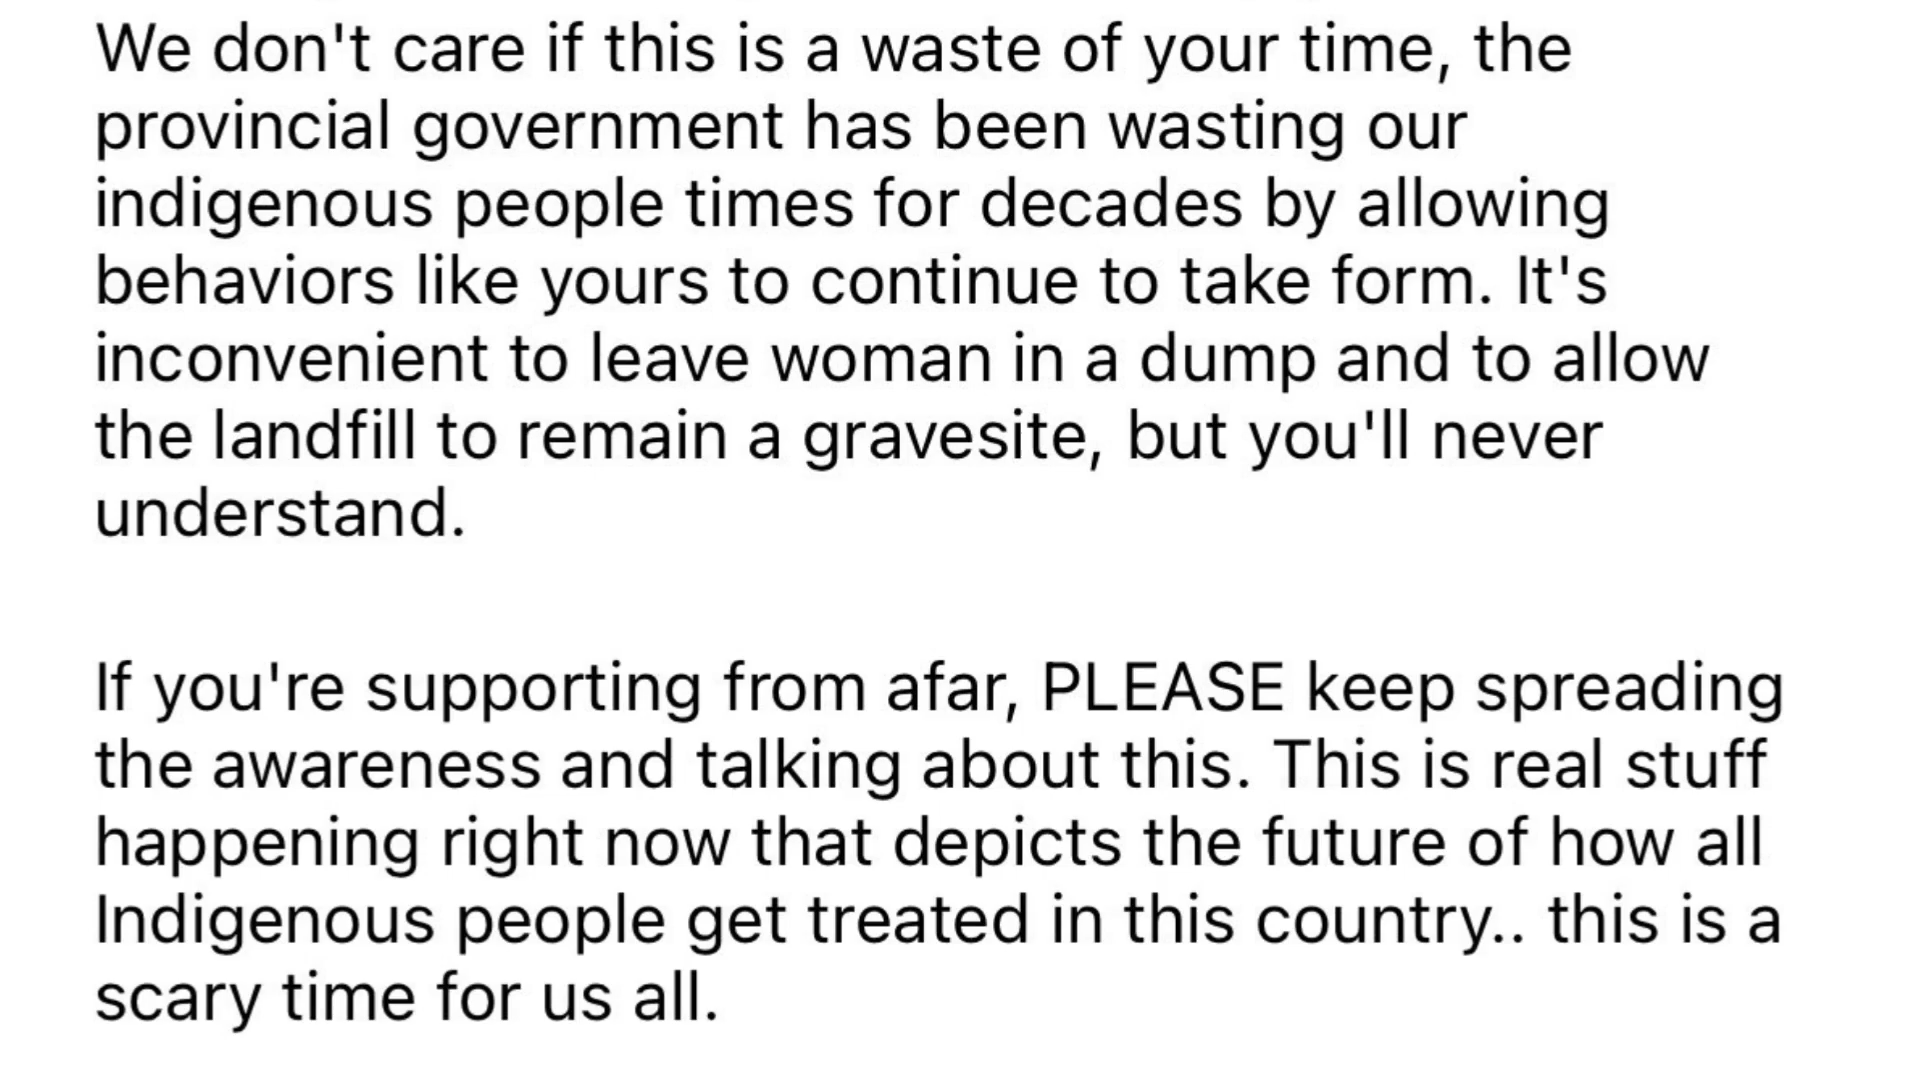 We don't care if this is a waste of your time, the
provincial government has been wasting our
indigenous people times for decades by allowing
behaviors like yours to continue to take form. It's
inconvenient to leave woman in a dump and to allow
the landfill to remain a gravesite, but you'll never
understand.
If you're supporting from afar, PLEASE keep spreading
the awareness and talking about this. This is real stuff
happening right now that depicts the future of how all
Indigenous people get treated in this country.. this is a
scary time for us all.